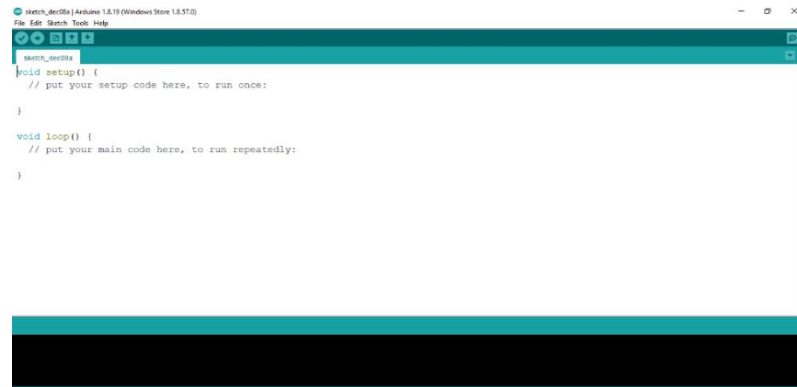 sketch_dec08a | Arduino 1.8.19 (Windows Store 1.8.57.0)
File Edit Sketch Tools Help
sketch_dec08a
void setup() {
// put your setup code here, to run once:
}
void loop() {
// put your main code here, to run repeatedly:
}